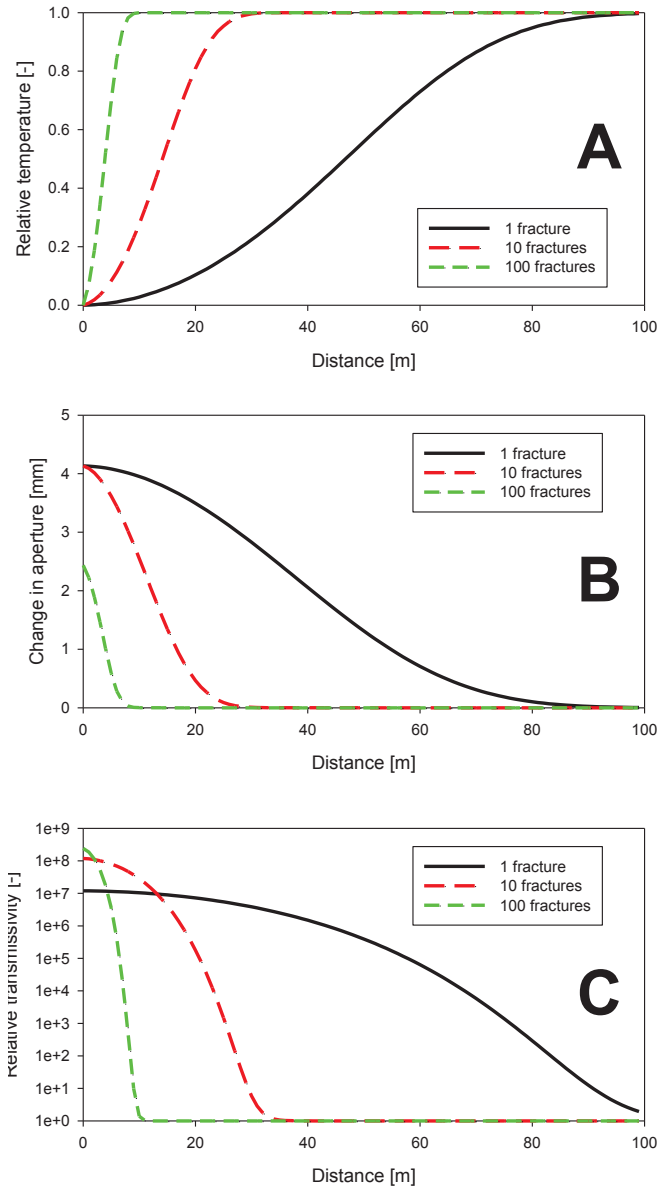 Relative temperature [-]
1.0
0.8
0.6
0.4
0.2
0.0
A
1 fracture
10 fractures
100 fractures
0 20 40 60 80 100
Distance [m]
Change in aperture [mm]
5
4
3
2
1
0
1 fracture
10 fractures
100 fractures
B
0 20 40 60 80 100
Distance [m]
Relative transmissivity [-]
1e+9
1e+8
1e+7
1e+6
1e+5
1e+4
1e+3
1e+2
1e+1
1e+0
1 fracture
10 fractures
100 fractures
C
0 20 40 60 80 100
Distance [m]